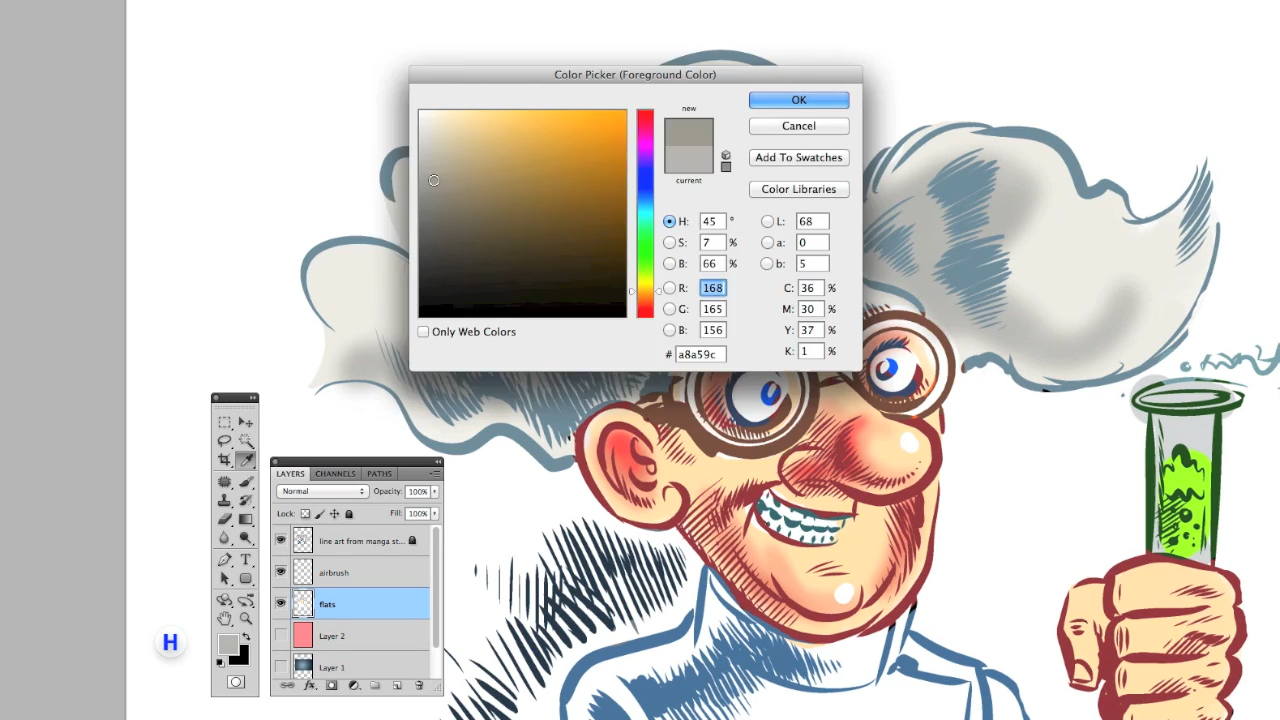 Color Picker (Foreground Color)
new
current
OK
Cancel
Add To Swatches
Color Libraries
H: 45 °
S: 7 %
B: 66 %
R: 168
G: 165
B: 156
# a8a59c
L: 68
a: 0
b: 5
C: 36 %
M: 30 %
Y: 37 %
K: 1 %
Only Web Colors
LAYERS CHANNELS PATHS
Normal Opacity: 100%
Lock: Fill: 100%
line art from manga st...
airbrush
flats
Layer 2
Layer 1
fx
T
H